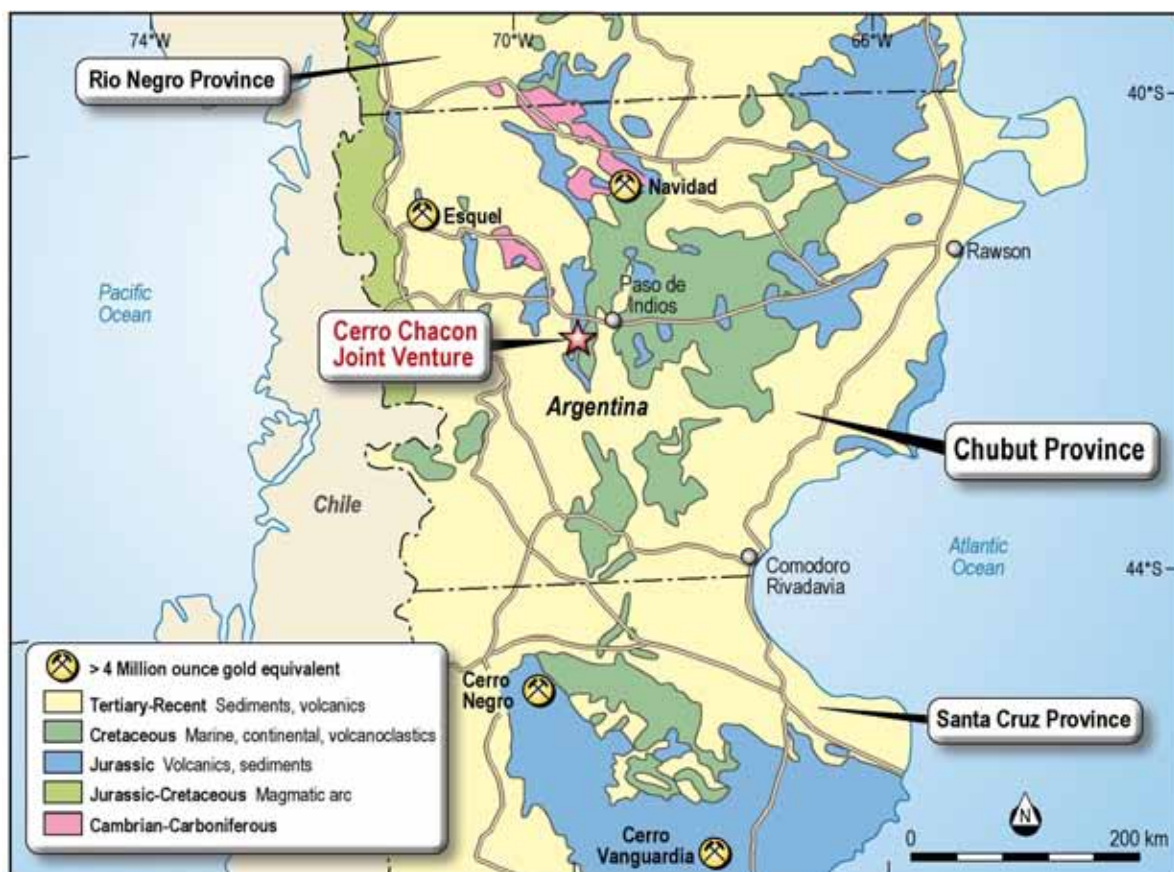 74°W
70°W
66°W
Rio Negro Province
40°S
Navidad
Esquel
Rawson
Pacific
Ocean
Paso de
Indios
Cerro Chacon
Joint Venture
Argentina
Chubut Province
Chile
Atlantic
Ocean
Comodoro
Rivadavia
44°S
> 4 Million ounce gold equivalent
Tertiary-Recent Sediments, volcanics
Cretaceous Marine, continental, volcanoclastics
Jurassic Volcanics, sediments
Jurassic-Cretaceous Magmatic arc
Cambrian-Carboniferous
Cerro
Negro
Santa Cruz Province
Cerro
Vanguardia
N
0 200 km